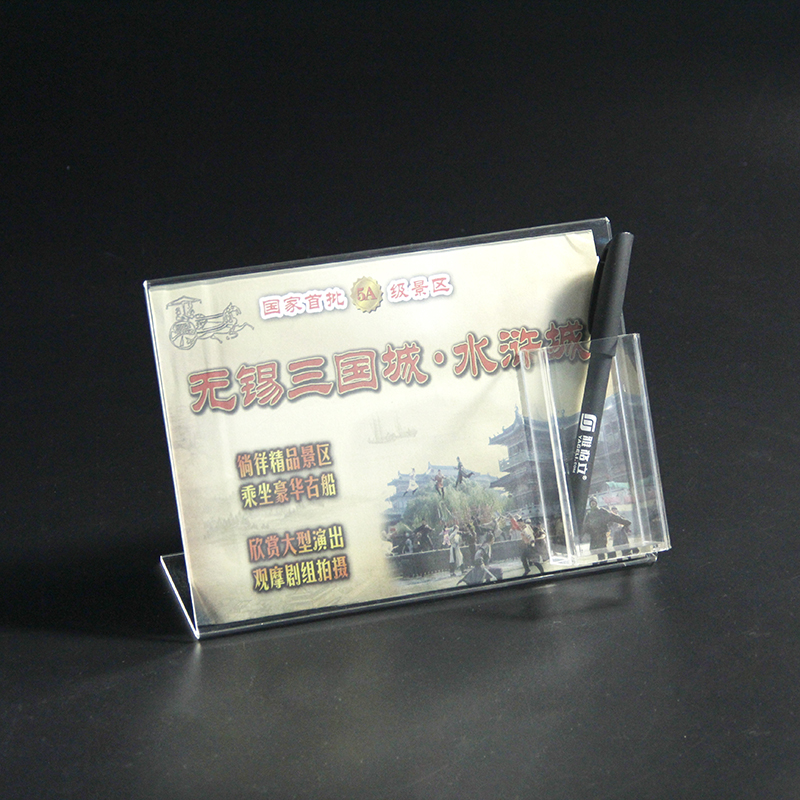 国家首批 5A 级景区
无锡三国城·水浒城
徜徉精品景区
乘坐豪华古船
欣赏大型演出
观摩剧组拍摄